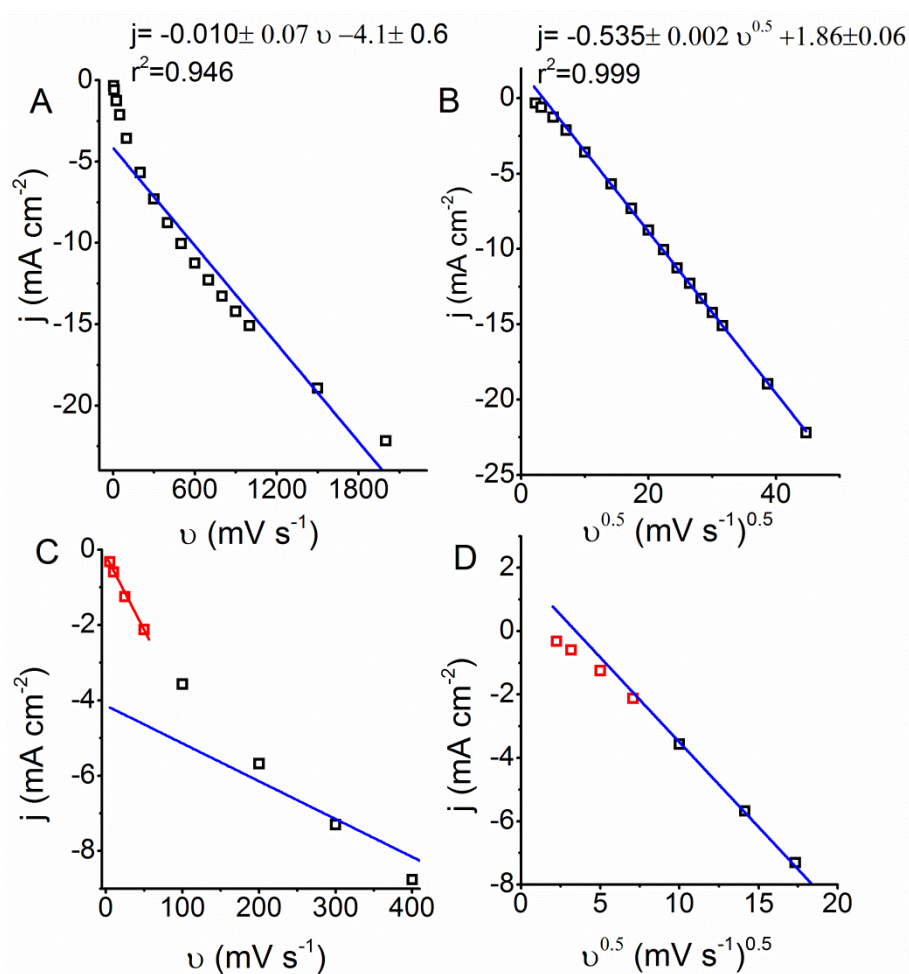 j= -0.010± 0.07 υ −4.1± 0.6
r²=0.946
j= -0.535± 0.002 υ^0.5 +1.86±0.06
r²=0.999
A
0
-5
-10
-15
-20
j (mA cm⁻²)
0 600 1200 1800
υ (mV s⁻¹)
B
0
-5
-10
-15
-20
-25
j (mA cm⁻²)
0 20 40
υ^0.5 (mV s⁻¹)^0.5
C
0
-2
-4
-6
-8
j (mA cm⁻²)
0 100 200 300 400
υ (mV s⁻¹)
D
2
0
-2
-4
-6
-8
j (mA cm⁻²)
0 5 10 15 20
υ^0.5 (mV s⁻¹)^0.5